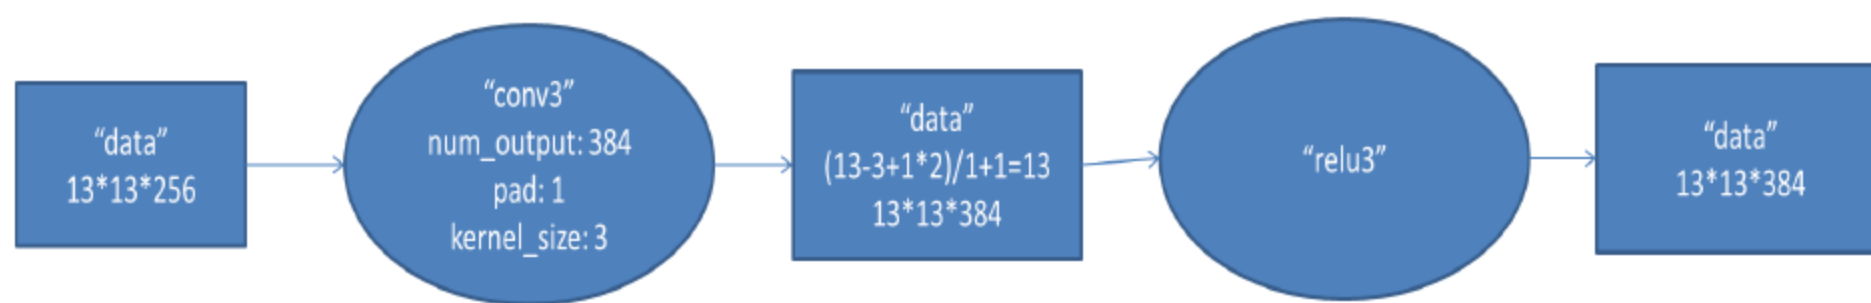 “data”
13*13*256
“conv3”
num_output: 384
pad: 1
kernel_size: 3
“data”
(13-3+1*2)/1+1=13
13*13*384
“relu3”
“data”
13*13*384